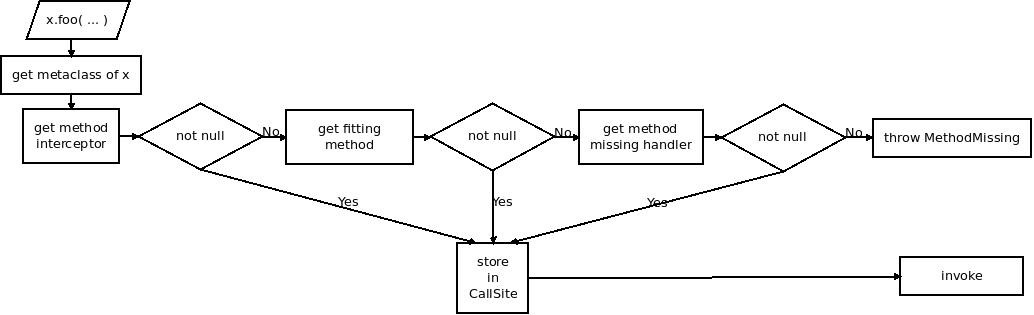 x.foo( ... )
get metaclass of x
get method
interceptor
not null
No
get fitting
method
not null
No
get method
missing handler
not null
No
throw MethodMissing
Yes
Yes
Yes
store
in
CallSite
invoke